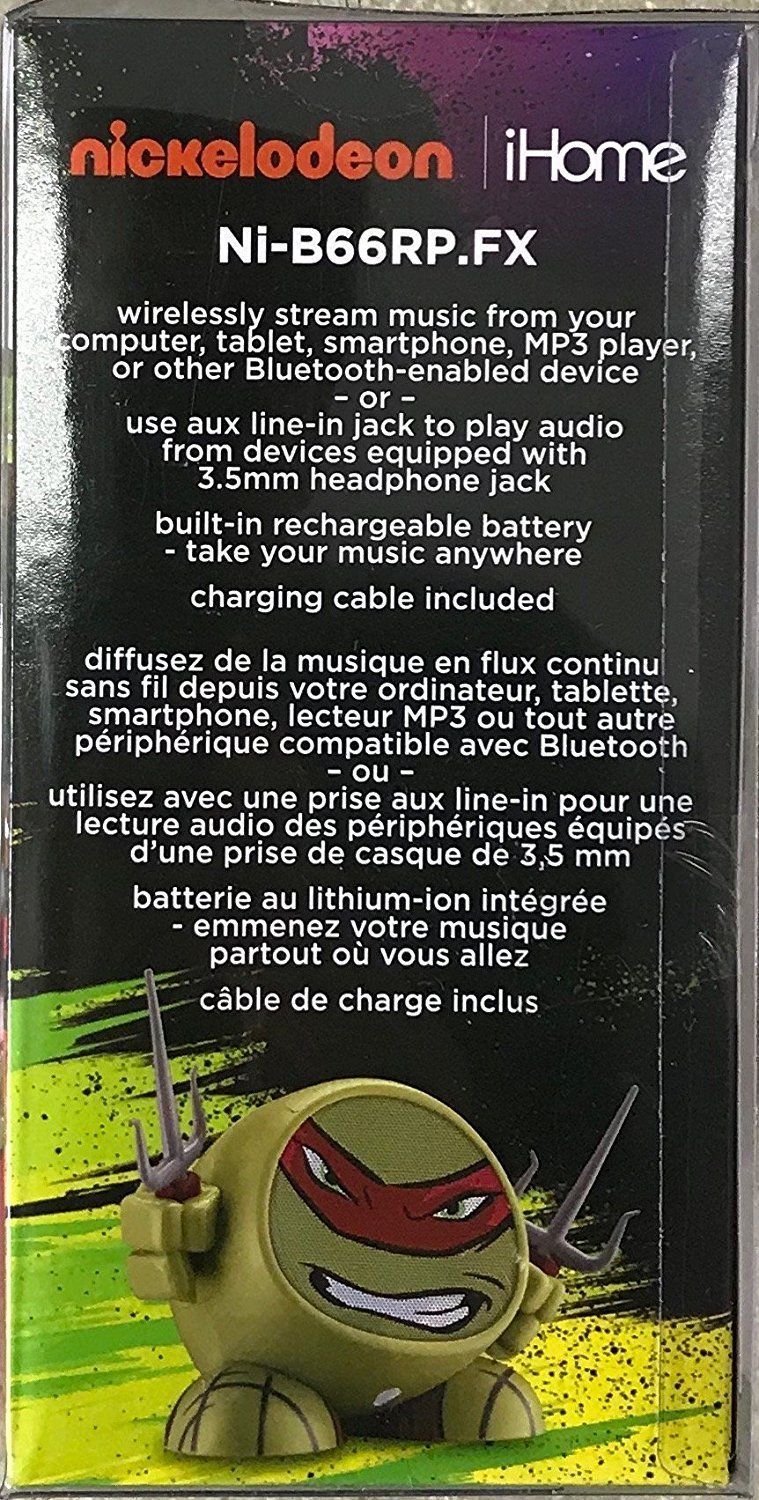 nickelodeon | iHome
Ni-B66RP.FX
wirelessly stream music from your
computer, tablet, smartphone, MP3 player,
or other Bluetooth-enabled device
– or –
use aux line-in jack to play audio
from devices equipped with
3.5mm headphone jack
built-in rechargeable battery
- take your music anywhere
charging cable included
diffusez de la musique en flux continu
sans fil depuis votre ordinateur, tablette,
smartphone, lecteur MP3 ou tout autre
périphérique compatible avec Bluetooth
– ou –
utilisez avec une prise aux line-in pour une
lecture audio des périphériques équipés
d’une prise de casque de 3,5 mm
batterie au lithium-ion intégrée
- emmenez votre musique
partout où vous allez
câble de charge inclus